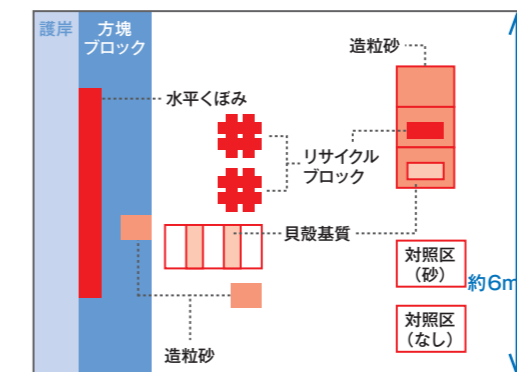 護岸
方塊
ブロック
造粒砂
水平くぼみ
リサイクル
ブロック
貝殻基質
対照区
（砂）
約6m
対照区
（なし）
造粒砂